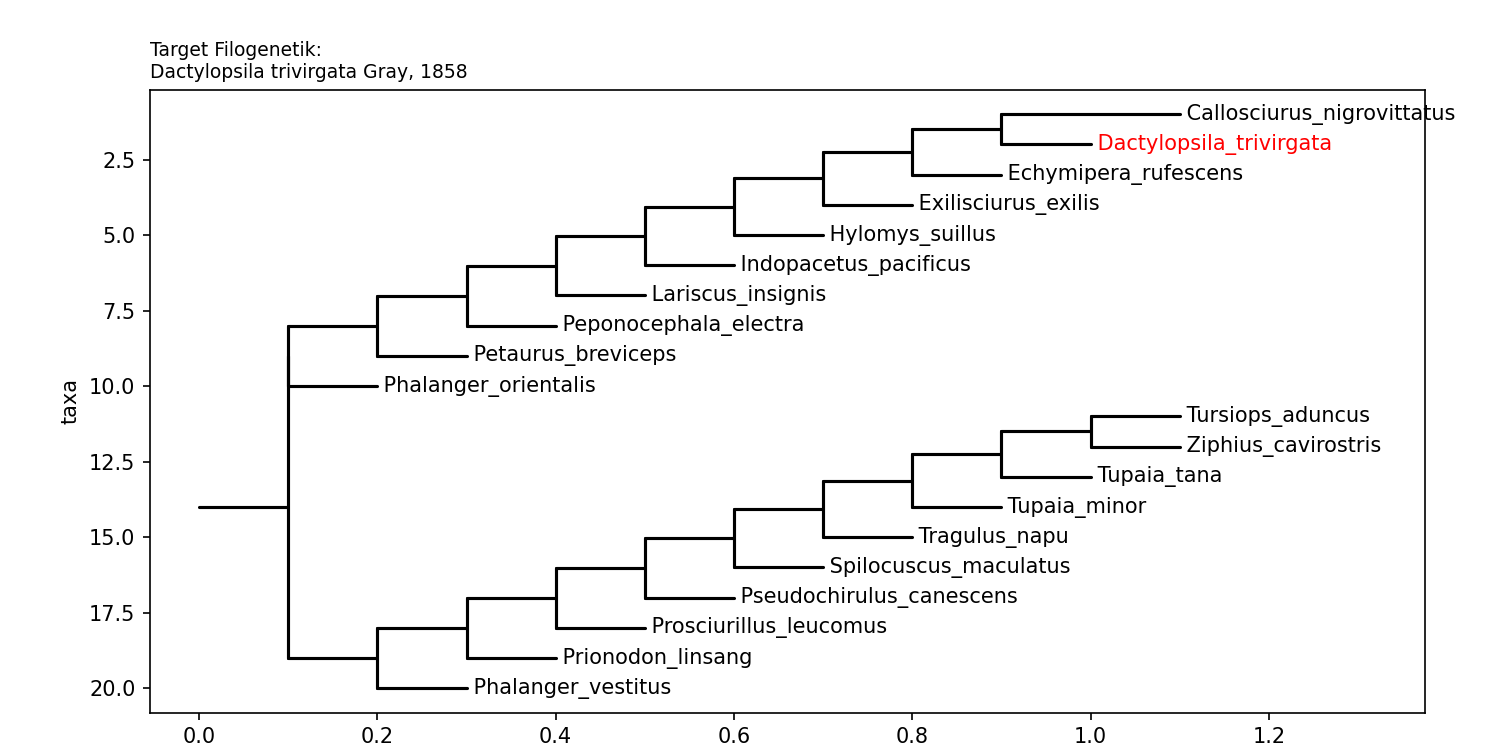 Target Filogenetik:
Dactylopsila trivirgata Gray, 1858
Callosciurus_nigrovittatus
Dactylopsila_trivirgata
2.5
Echymipera_rufescens
Exilisciurus_exilis
5.0
Hylomys_suillus
Indopacetus_pacificus
Lariscus_insignis
7.5
Peponocephala_electra
Petaurus_breviceps
10.0
Phalanger_orientalis
taxa
Tursiops_aduncus
Ziphius_cavirostris
12.5
Tupaia_tana
Tupaia_minor
15.0
Tragulus_napu
Spilocuscus_maculatus
Pseudochirulus_canescens
17.5
Prosciurillus_leucomus
Prionodon_linsang
20.0
Phalanger_vestitus
0.0 0.2 0.4 0.6 0.8 1.0 1.2